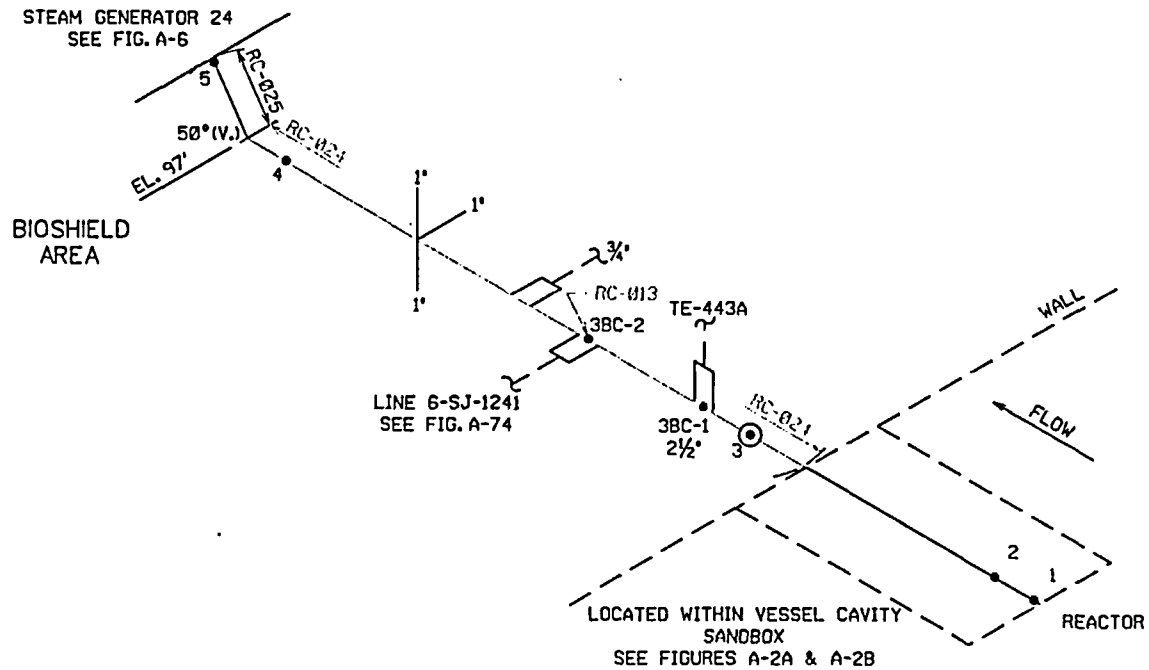 STEAM GENERATOR 24
SEE FIG. A-6
5
RC-025
50°(V.)
RC-024
EL. 97'
4
BIOSHIELD
AREA
1"
1"
1"
3/4"
RC-013
3BC-2
TE-443A
WALL
LINE 6-SJ-1241
SEE FIG. A-74
RC-021
3BC-1
2 1/2"
3
FLOW
2
1
LOCATED WITHIN VESSEL CAVITY
SANDBOX
SEE FIGURES A-2A & A-2B
REACTOR